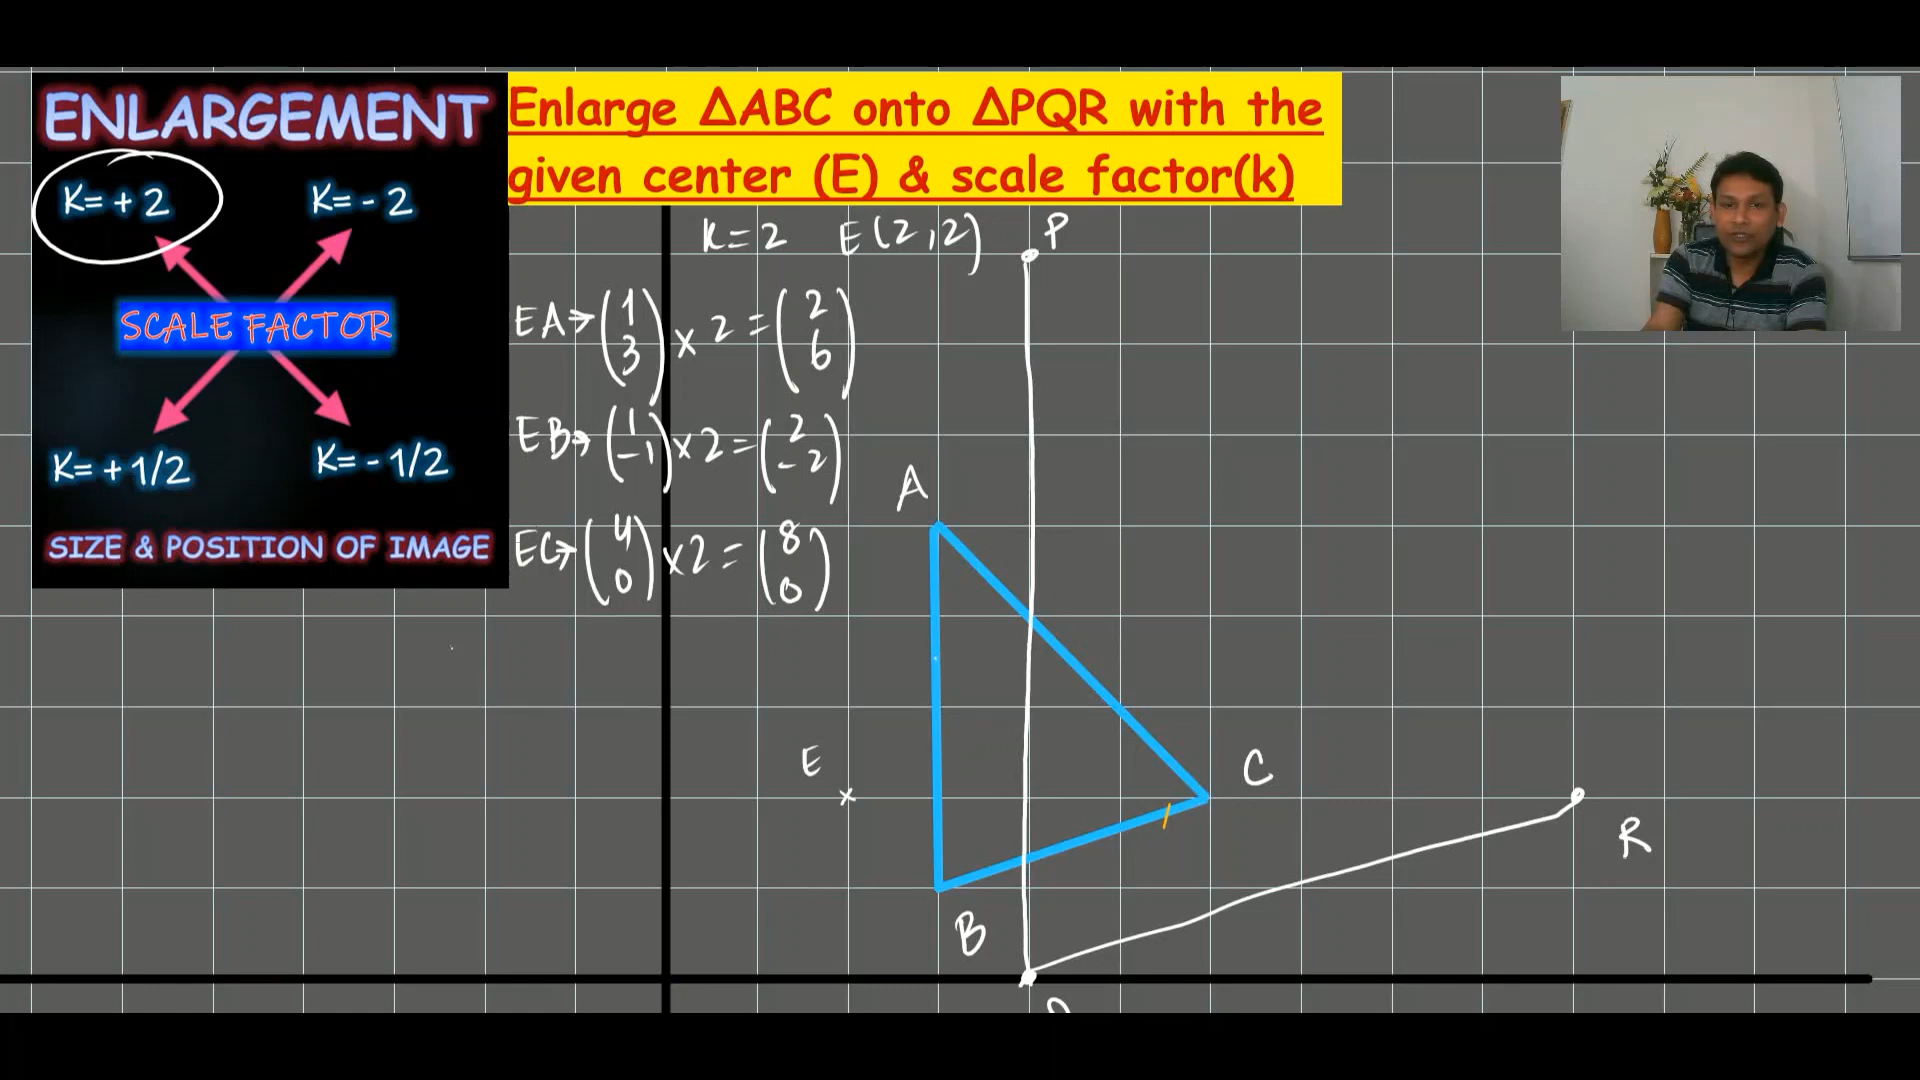 ENLARGEMENT
K= + 2
K= - 2
SCALE FACTOR
K= + 1/2
K= - 1/2
SIZE & POSITION OF IMAGE
Enlarge ΔABC onto ΔPQR with the
given center (E) & scale factor(k)
K=2 E(2,2)
P
EA→(1 3)×2=(2 6)
EB→(1 -1)×2=(2 -2)
EC→(4 0)×2=(8 0)
A
E
×
C
R
B